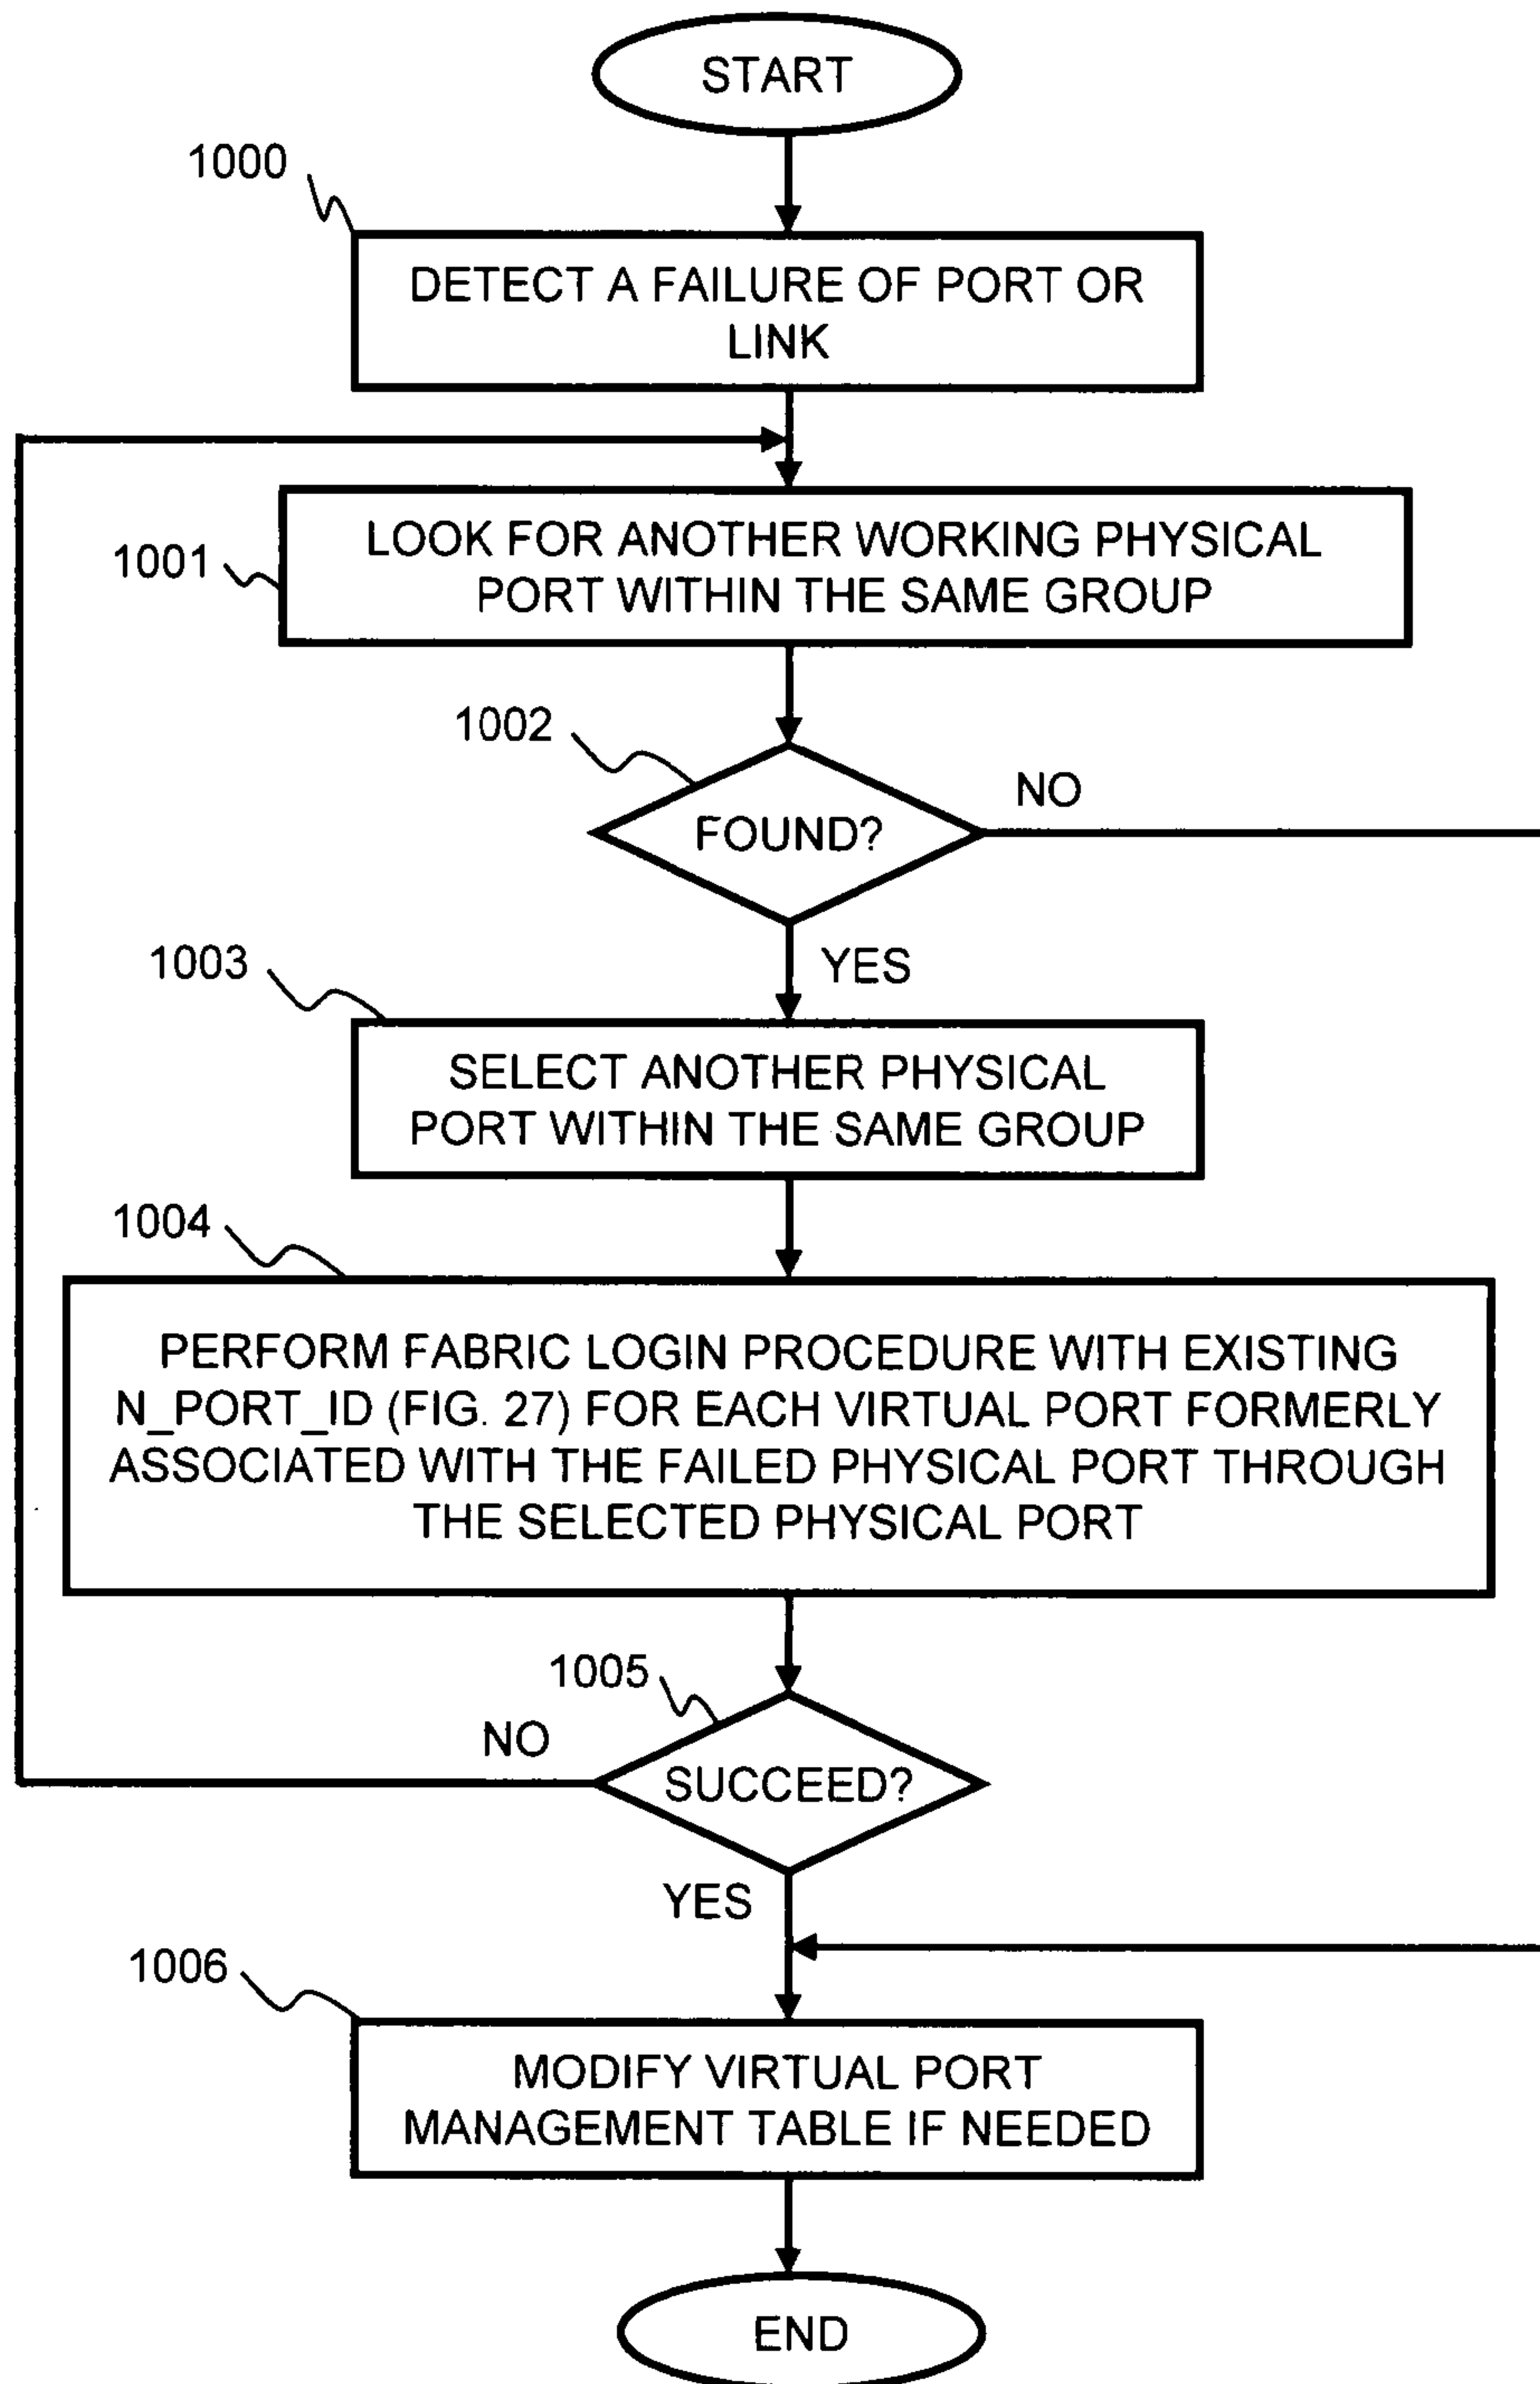 START
1000
DETECT A FAILURE OF PORT OR
LINK
1001
LOOK FOR ANOTHER WORKING PHYSICAL
PORT WITHIN THE SAME GROUP
1002
FOUND?
NO
YES
1003
SELECT ANOTHER PHYSICAL
PORT WITHIN THE SAME GROUP
1004
PERFORM FABRIC LOGIN PROCEDURE WITH EXISTING
N_PORT_ID (FIG. 27) FOR EACH VIRTUAL PORT FORMERLY
ASSOCIATED WITH THE FAILED PHYSICAL PORT THROUGH
THE SELECTED PHYSICAL PORT
1005
NO
SUCCEED?
YES
1006
MODIFY VIRTUAL PORT
MANAGEMENT TABLE IF NEEDED
END